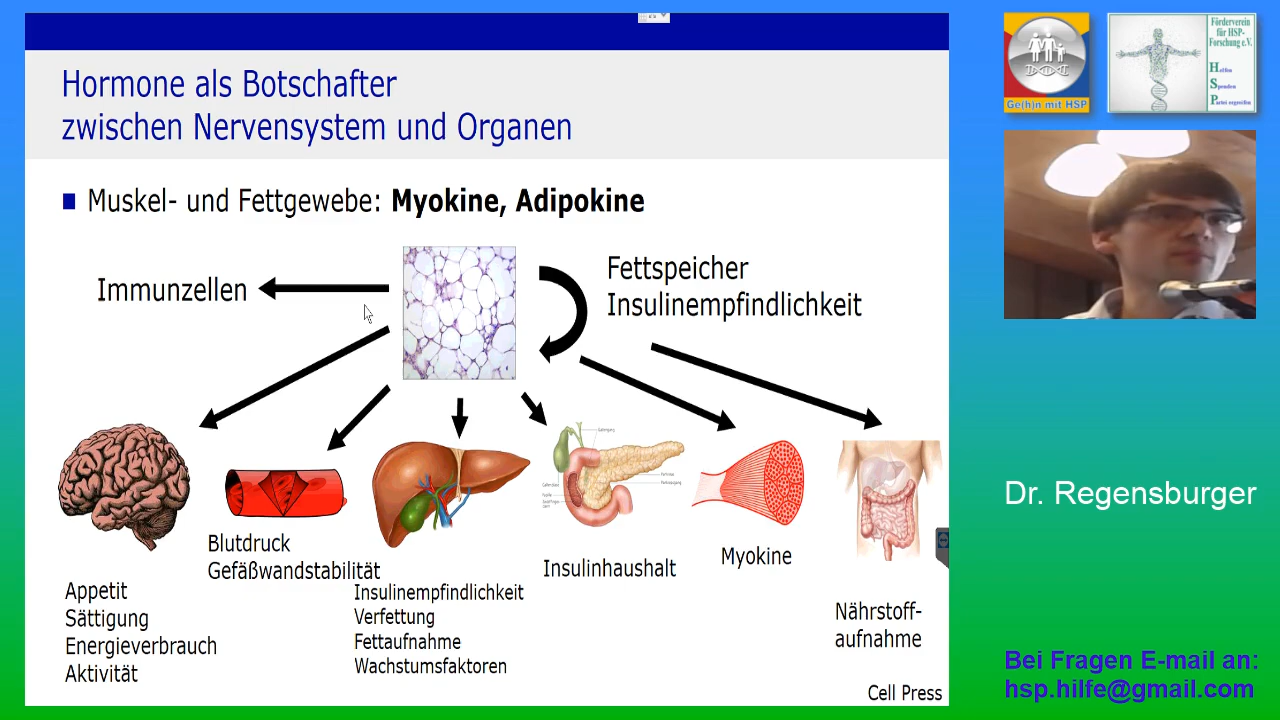 Hormone als Botschafter
zwischen Nervensystem und Organen
Muskel- und Fettgewebe: Myokine, Adipokine
Immunzellen
Fettspeicher
Insulinempfindlichkeit
Blutdruck
Gefäßwandstabilität
Appetit
Sättigung
Energieverbrauch
Aktivität
Insulinempfindlichkeit
Verfettung
Fettaufnahme
Wachstumsfaktoren
Insulinhaushalt
Myokine
Nährstoff-
aufnahme
Cell Press
Ge(h)n mit HSP
Förderverein
für HSP-
Forschung e.V.
Helfen
Spenden
Dr. Regensburger
Bei Fragen E-mail an:
hsp.hilfe@gmail.com